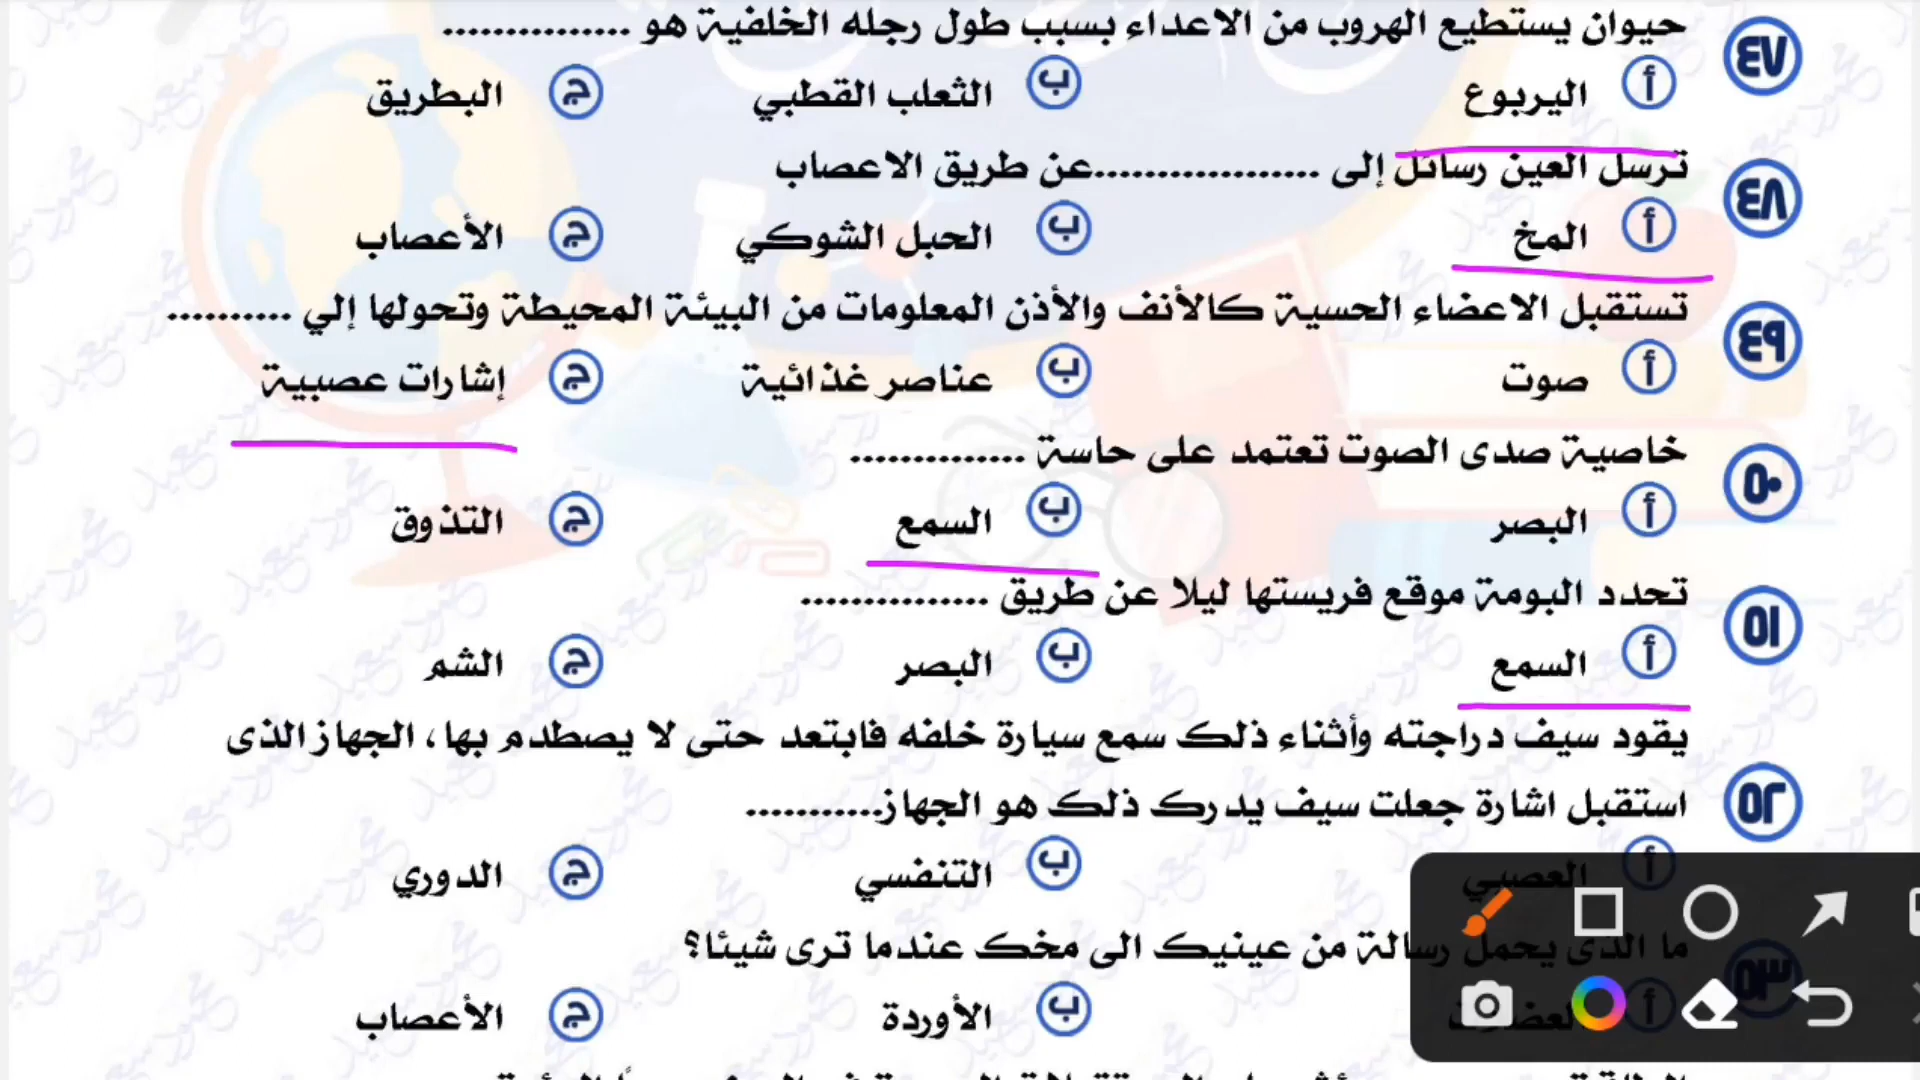 ٤٧ حيوان يستطيع الهروب من الاعداء بسبب طول رجله الخلفية هو ...............
أ اليربوع ب الثعلب القطبي ج البطريق
٤٨ ترسل العين رسائل إلى ...................عن طريق الاعصاب
أ المخ ب الحبل الشوكي ج الأعصاب
٤٩ تستقبل الاعضاء الحسية كالأنف والأذن المعلومات من البيئة المحيطة وتحولها إلي ..........
أ صوت ب عناصر غذائية ج إشارات عصبية
٥٠ خاصية صدى الصوت تعتمد على حاسة ..............
أ البصر ب السمع ج التذوق
٥١ تحدد البومة موقع فريستها ليلا عن طريق ...............
أ السمع ب البصر ج الشم
يقود سيف دراجته وأثناء ذلك سمع سيارة خلفه فابتعد حتى لا يصطدم بها، الجهاز الذى
٥٢ استقبل اشارة جعلت سيف يدرك ذلك هو الجهاز...........
أ العصبي ب التنفسي ج الدوري
٥٣ ما الذى يحمل رسالة من عينيك الى مخك عندما ترى شيئا؟
أ ب الأوردة ج الأعصاب